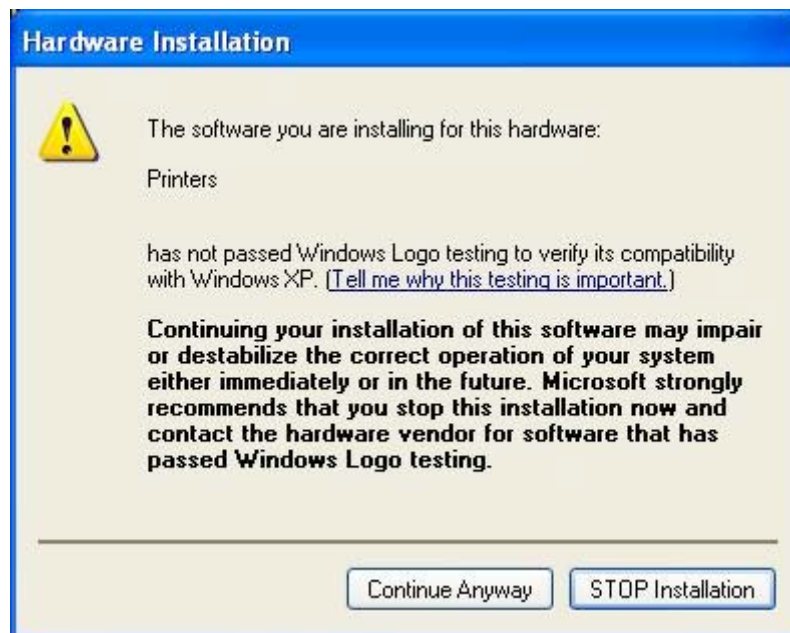 Hardware Installation
The software you are installing for this hardware:
Printers
has not passed Windows Logo testing to verify its compatibility
with Windows XP. (Tell me why this testing is important.)
Continuing your installation of this software may impair
or destabilize the correct operation of your system
either immediately or in the future. Microsoft strongly
recommends that you stop this installation now and
contact the hardware vendor for software that has
passed Windows Logo testing.
Continue Anyway
STOP Installation